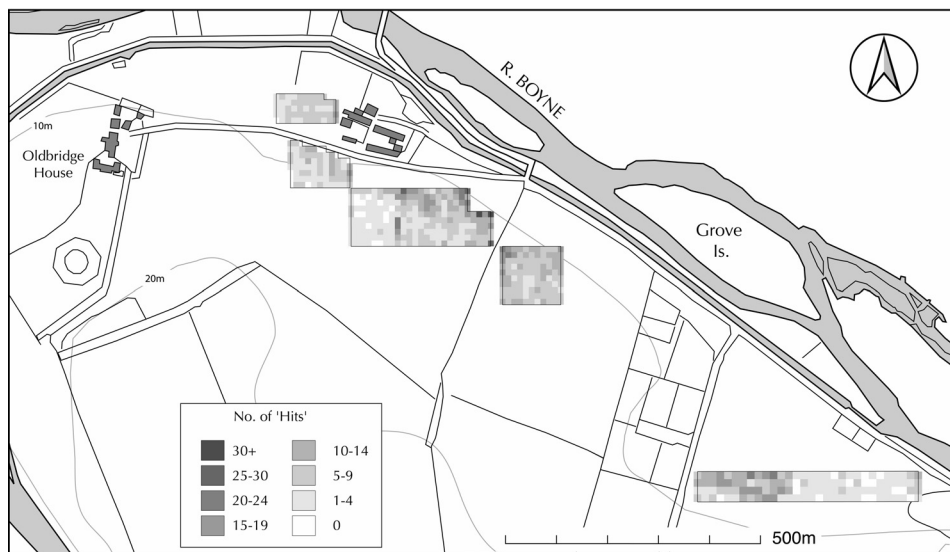 R. BOYNE
10m
Oldbridge
House
Grove
Is.
20m
No. of 'Hits'
30+
25-30
20-24
15-19
10-14
5-9
1-4
0
500m